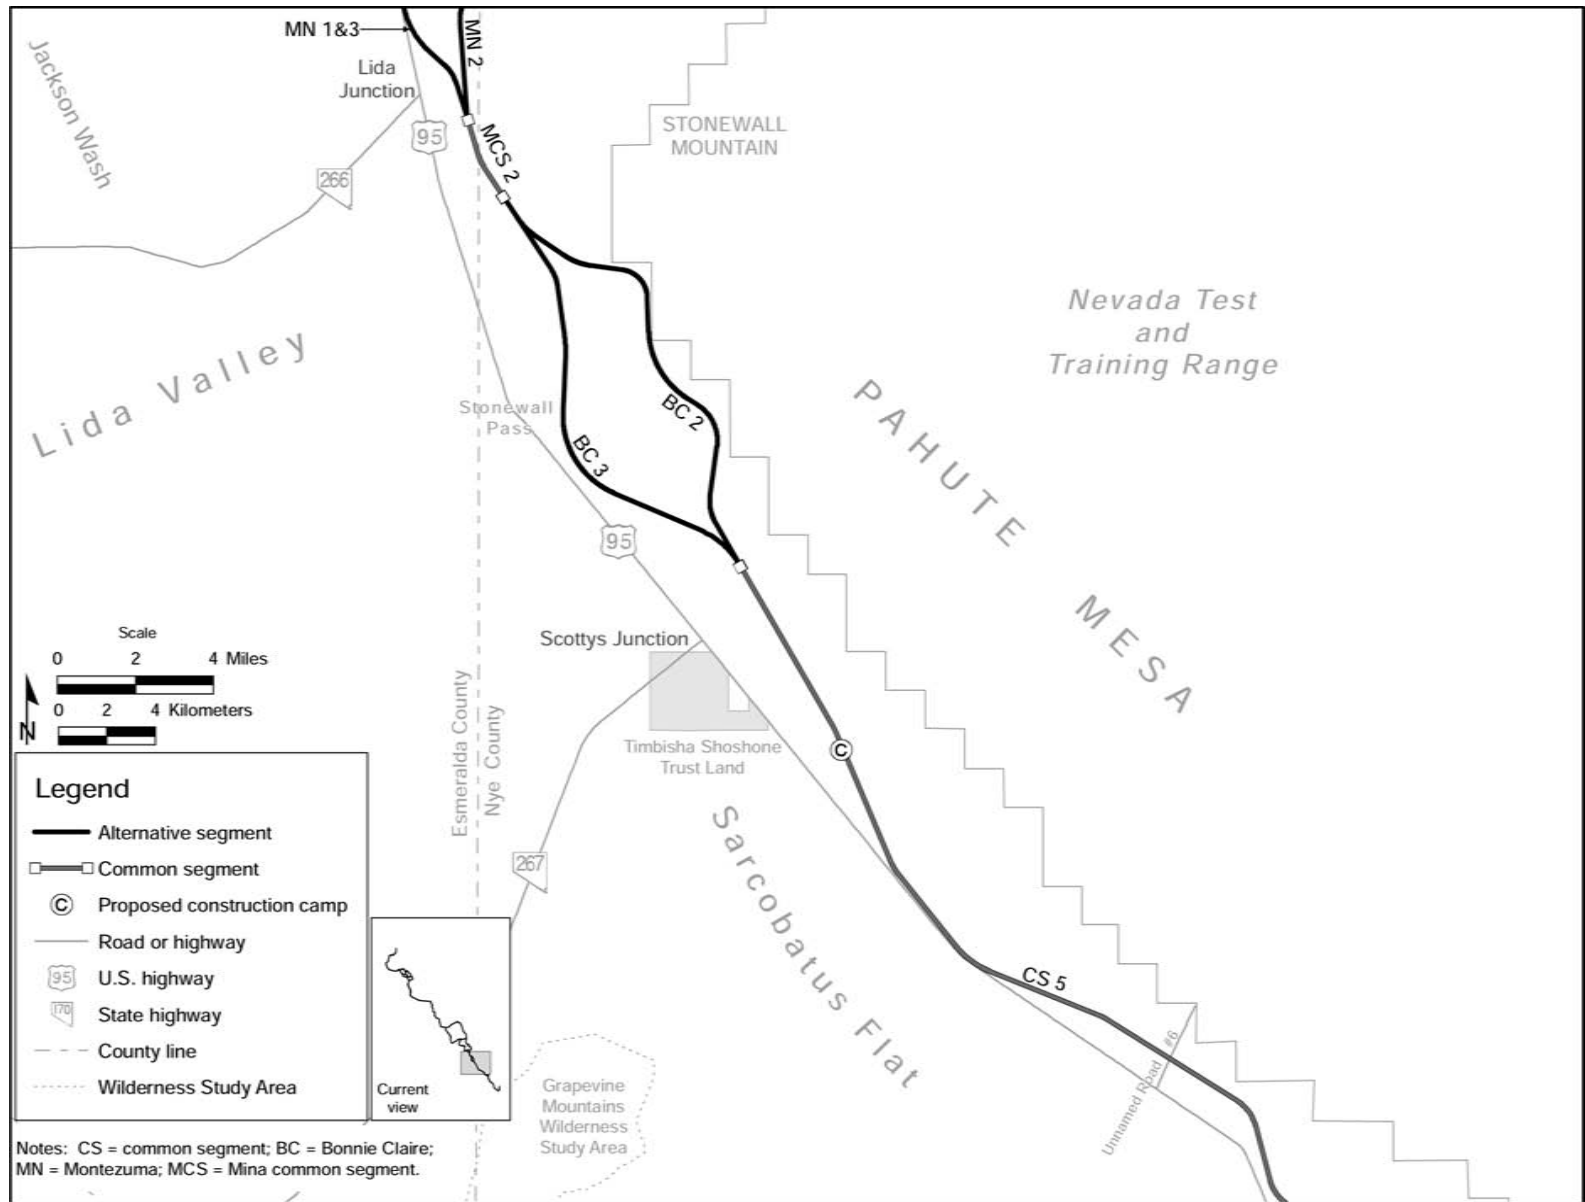 MN 1&3
MN 2
Jackson Wash
Lida
Junction
95
MCS 2
STONEWALL
MOUNTAIN
266
Nevada Test
and
Training Range
Lida Valley
PAHUTE MESA
Stonewall
Pass
BC 2
BC 3
95
Scottys Junction
Scale
0 2 4 Miles
0 2 4 Kilometers
N
Esmeralda County
Nye County
Timbisha Shoshone
Trust Land
C
Sarcobatus Flat
267
CS 5
Unnamed Road #6
Legend
Alternative segment
Common segment
C Proposed construction camp
Road or highway
95 U.S. highway
170 State highway
County line
Wilderness Study Area
Current
view
Grapevine
Mountains
Wilderness
Study Area
Notes: CS = common segment; BC = Bonnie Claire;
MN = Montezuma; MCS = Mina common segment.